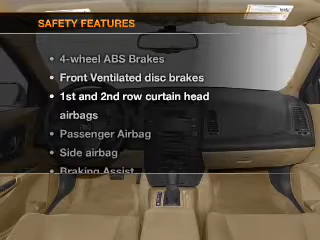 SAFETY FEATURES
• 4-wheel ABS Brakes
• Front Ventilated disc brakes
• 1st and 2nd row curtain head
airbags
• Passenger Airbag
• Side airbag
• Braking Assist